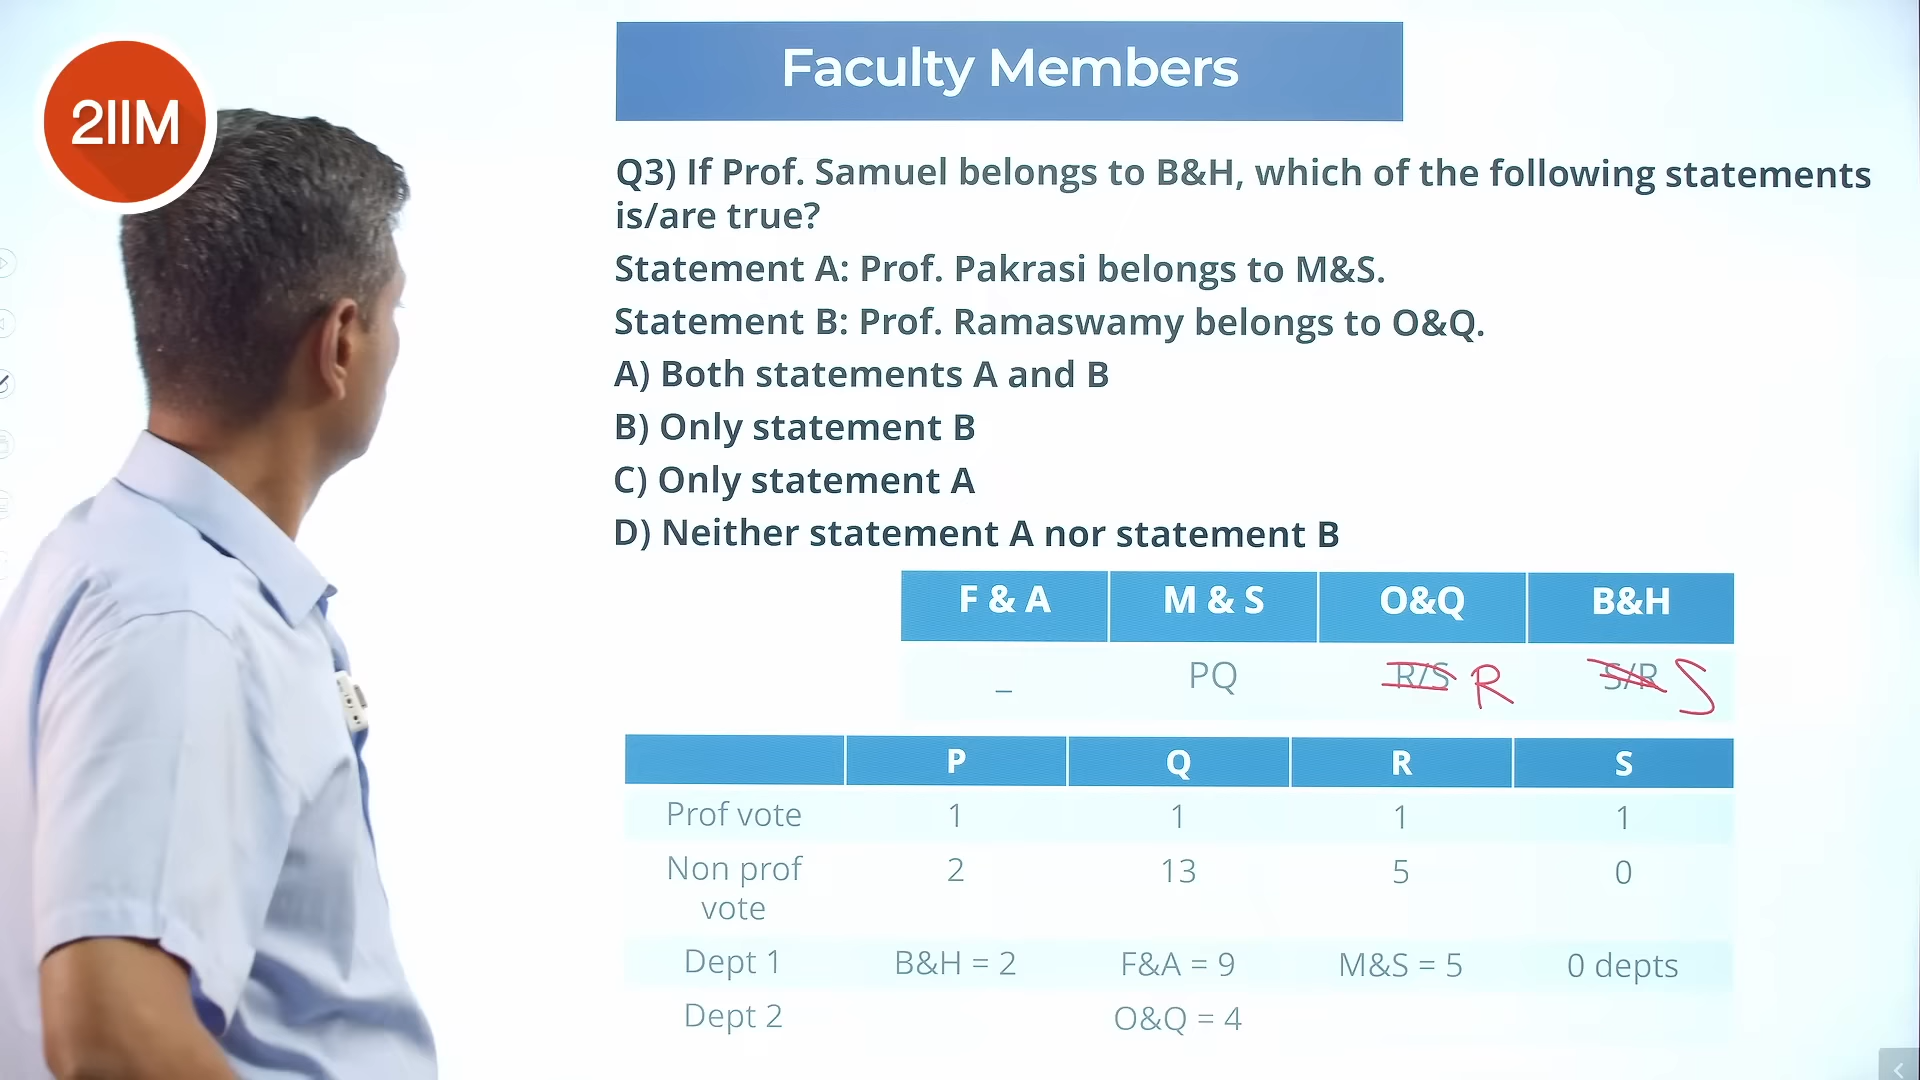 2IIM
Faculty Members
Q3) If Prof. Samuel belongs to B&H, which of the following statements
is/are true?
Statement A: Prof. Pakrasi belongs to M&S.
Statement B: Prof. Ramaswamy belongs to O&Q.
A) Both statements A and B
B) Only statement B
C) Only statement A
D) Neither statement A nor statement B
F & A M & S O&Q B&H
_ PQ R/S R S/R S
P Q R S
Prof vote 1 1 1 1
Non prof vote 2 13 5 0
Dept 1 B&H = 2 F&A = 9 M&S = 5 0 depts
Dept 2 O&Q = 4